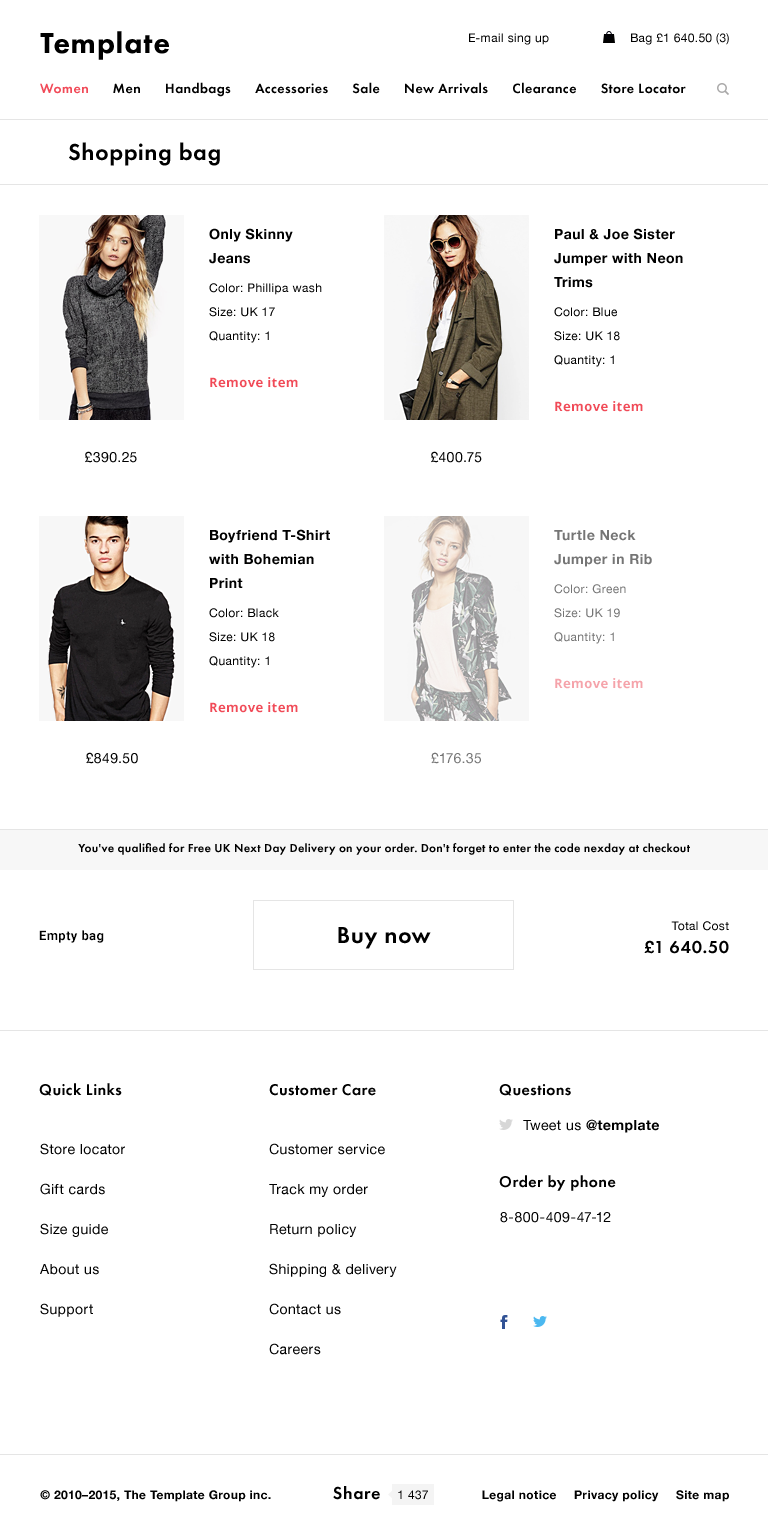 Template
E-mail sing up
Bag £1 640.50 (3)
Women Men Handbags Accessories Sale New Arrivals Clearance Store Locator
Shopping bag
Only Skinny
Jeans
Color: Phillipa wash
Size: UK 17
Quantity: 1
Remove item
£390.25
Paul & Joe Sister
Jumper with Neon
Trims
Color: Blue
Size: UK 18
Quantity: 1
Remove item
£400.75
Boyfriend T-Shirt
with Bohemian
Print
Color: Black
Size: UK 18
Quantity: 1
Remove item
£849.50
Turtle Neck
Jumper in Rib
Color: Green
Size: UK 19
Quantity: 1
Remove item
£176.35
You've qualified for Free UK Next Day Delivery on your order. Don't forget to enter the code nexday at checkout
Empty bag
Buy now
Total Cost
£1 640.50
Quick Links
Store locator
Gift cards
Size guide
About us
Support
Customer Care
Customer service
Track my order
Return policy
Shipping & delivery
Contact us
Careers
Questions
Tweet us @template
Order by phone
8-800-409-47-12
© 2010–2015, The Template Group inc.
Share 1 437
Legal notice Privacy policy Site map